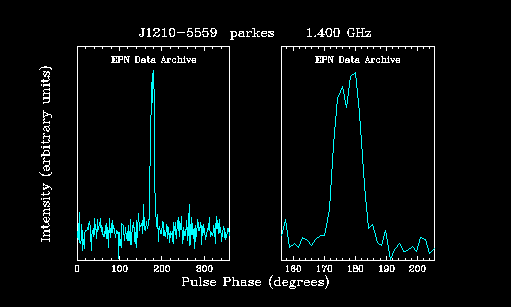 J1210-5559 parkes 1.400 GHz
EPN Data Archive
EPN Data Archive
Intensity (arbitrary units)
0 100 200 300
160 170 180 190 200
Pulse Phase (degrees)